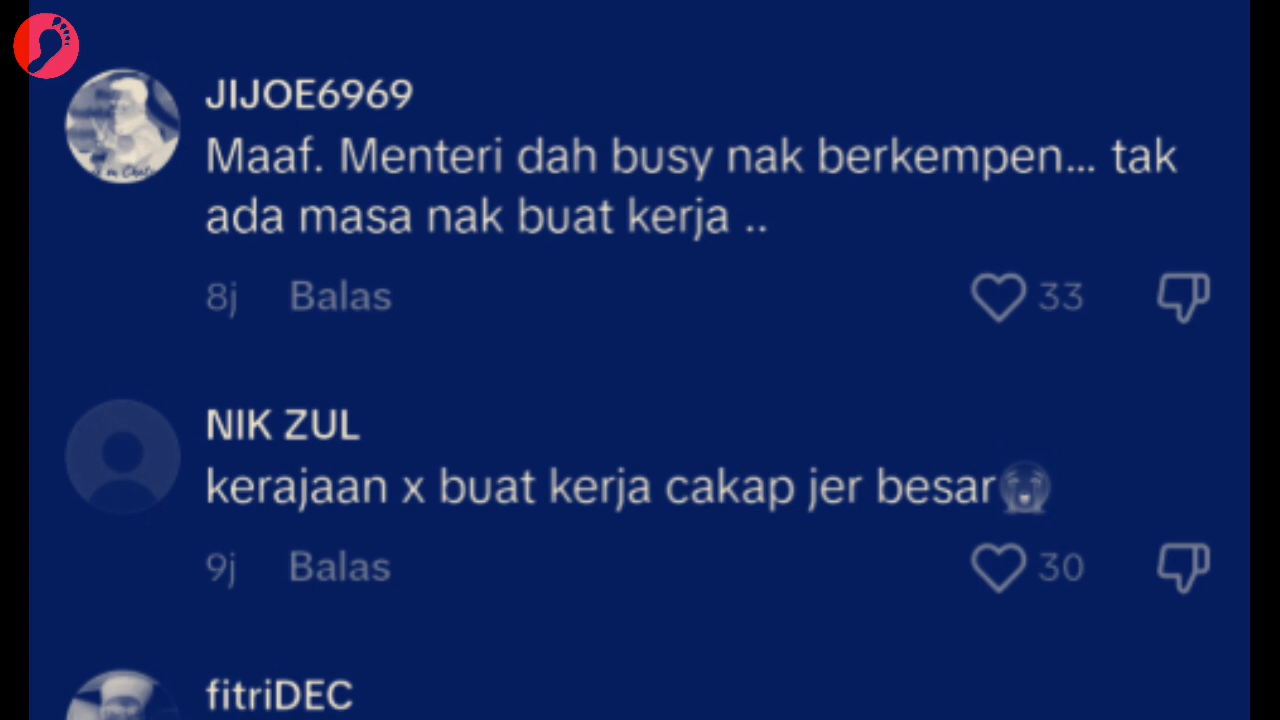 JIJOE6969
Maaf. Menteri dah busy nak berkempen... tak
ada masa nak buat kerja ..
8j Balas 33
NIK ZUL
kerajaan x buat kerja cakap jer besar😭
9j Balas 30
fitriDEC